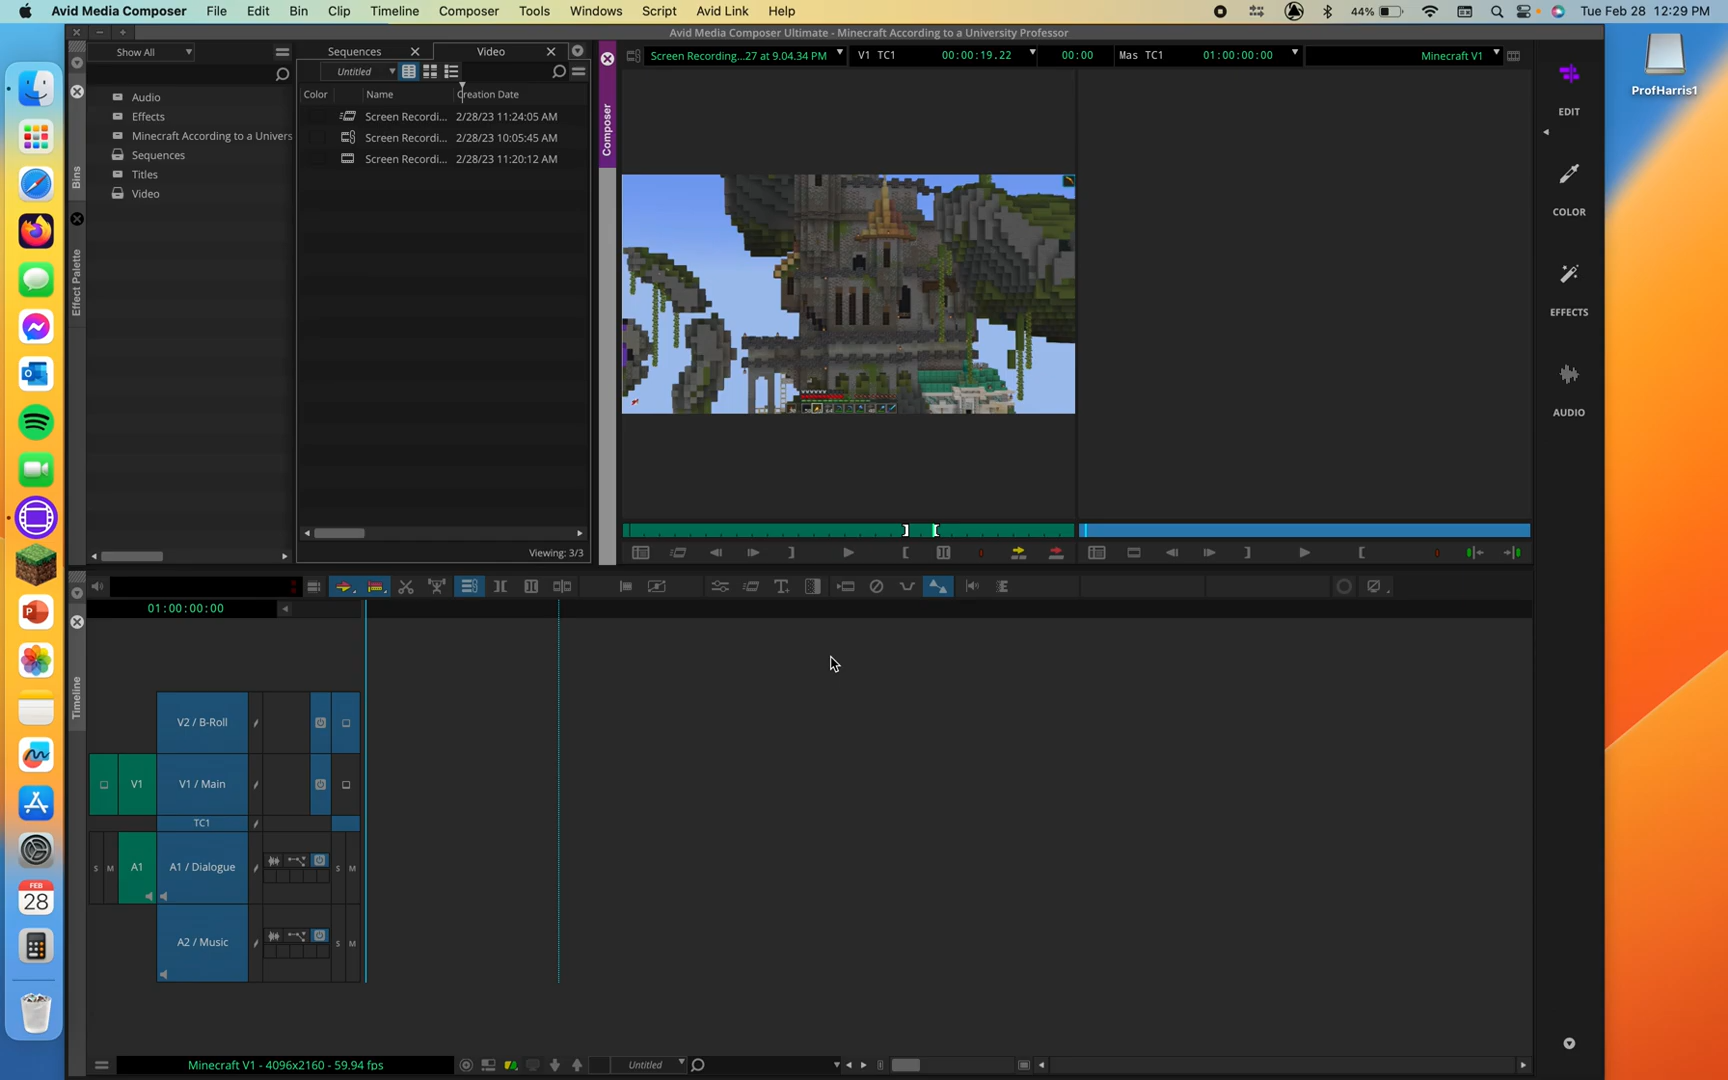 Avid Media Composer File Edit Bin Clip Timeline Composer Tools Windows Script Avid Link Help 44% Tue Feb 28 12:29 PM
Avid Media Composer Ultimate - Minecraft According to a University Professor
Show All
Sequences
Video
Screen Recording...27 at 9.04.34 PM
V1 TC1
00:00:19.22
00:00
Mas TC1
01:00:00:00
Minecraft V1
Untitled
Color
Name
Creation Date
Bins
Audio
Effects
Minecraft According to a Univers
Sequences
Titles
Video
Screen Recordi... 2/28/23 11:24:05 AM
Screen Recordi... 2/28/23 10:05:45 AM
Screen Recordi... 2/28/23 11:20:12 AM
Effect Palette
Viewing: 3/3
Composer
EDIT
COLOR
EFFECTS
AUDIO
ProfHarris1
01:00:00:00
Timeline
V2 / B-Roll
V1
V1 / Main
TC1
S M
A1
A1 / Dialogue
S M
A2 / Music
S M
Minecraft V1 - 4096x2160 - 59.94 fps
Untitled
FEB
28